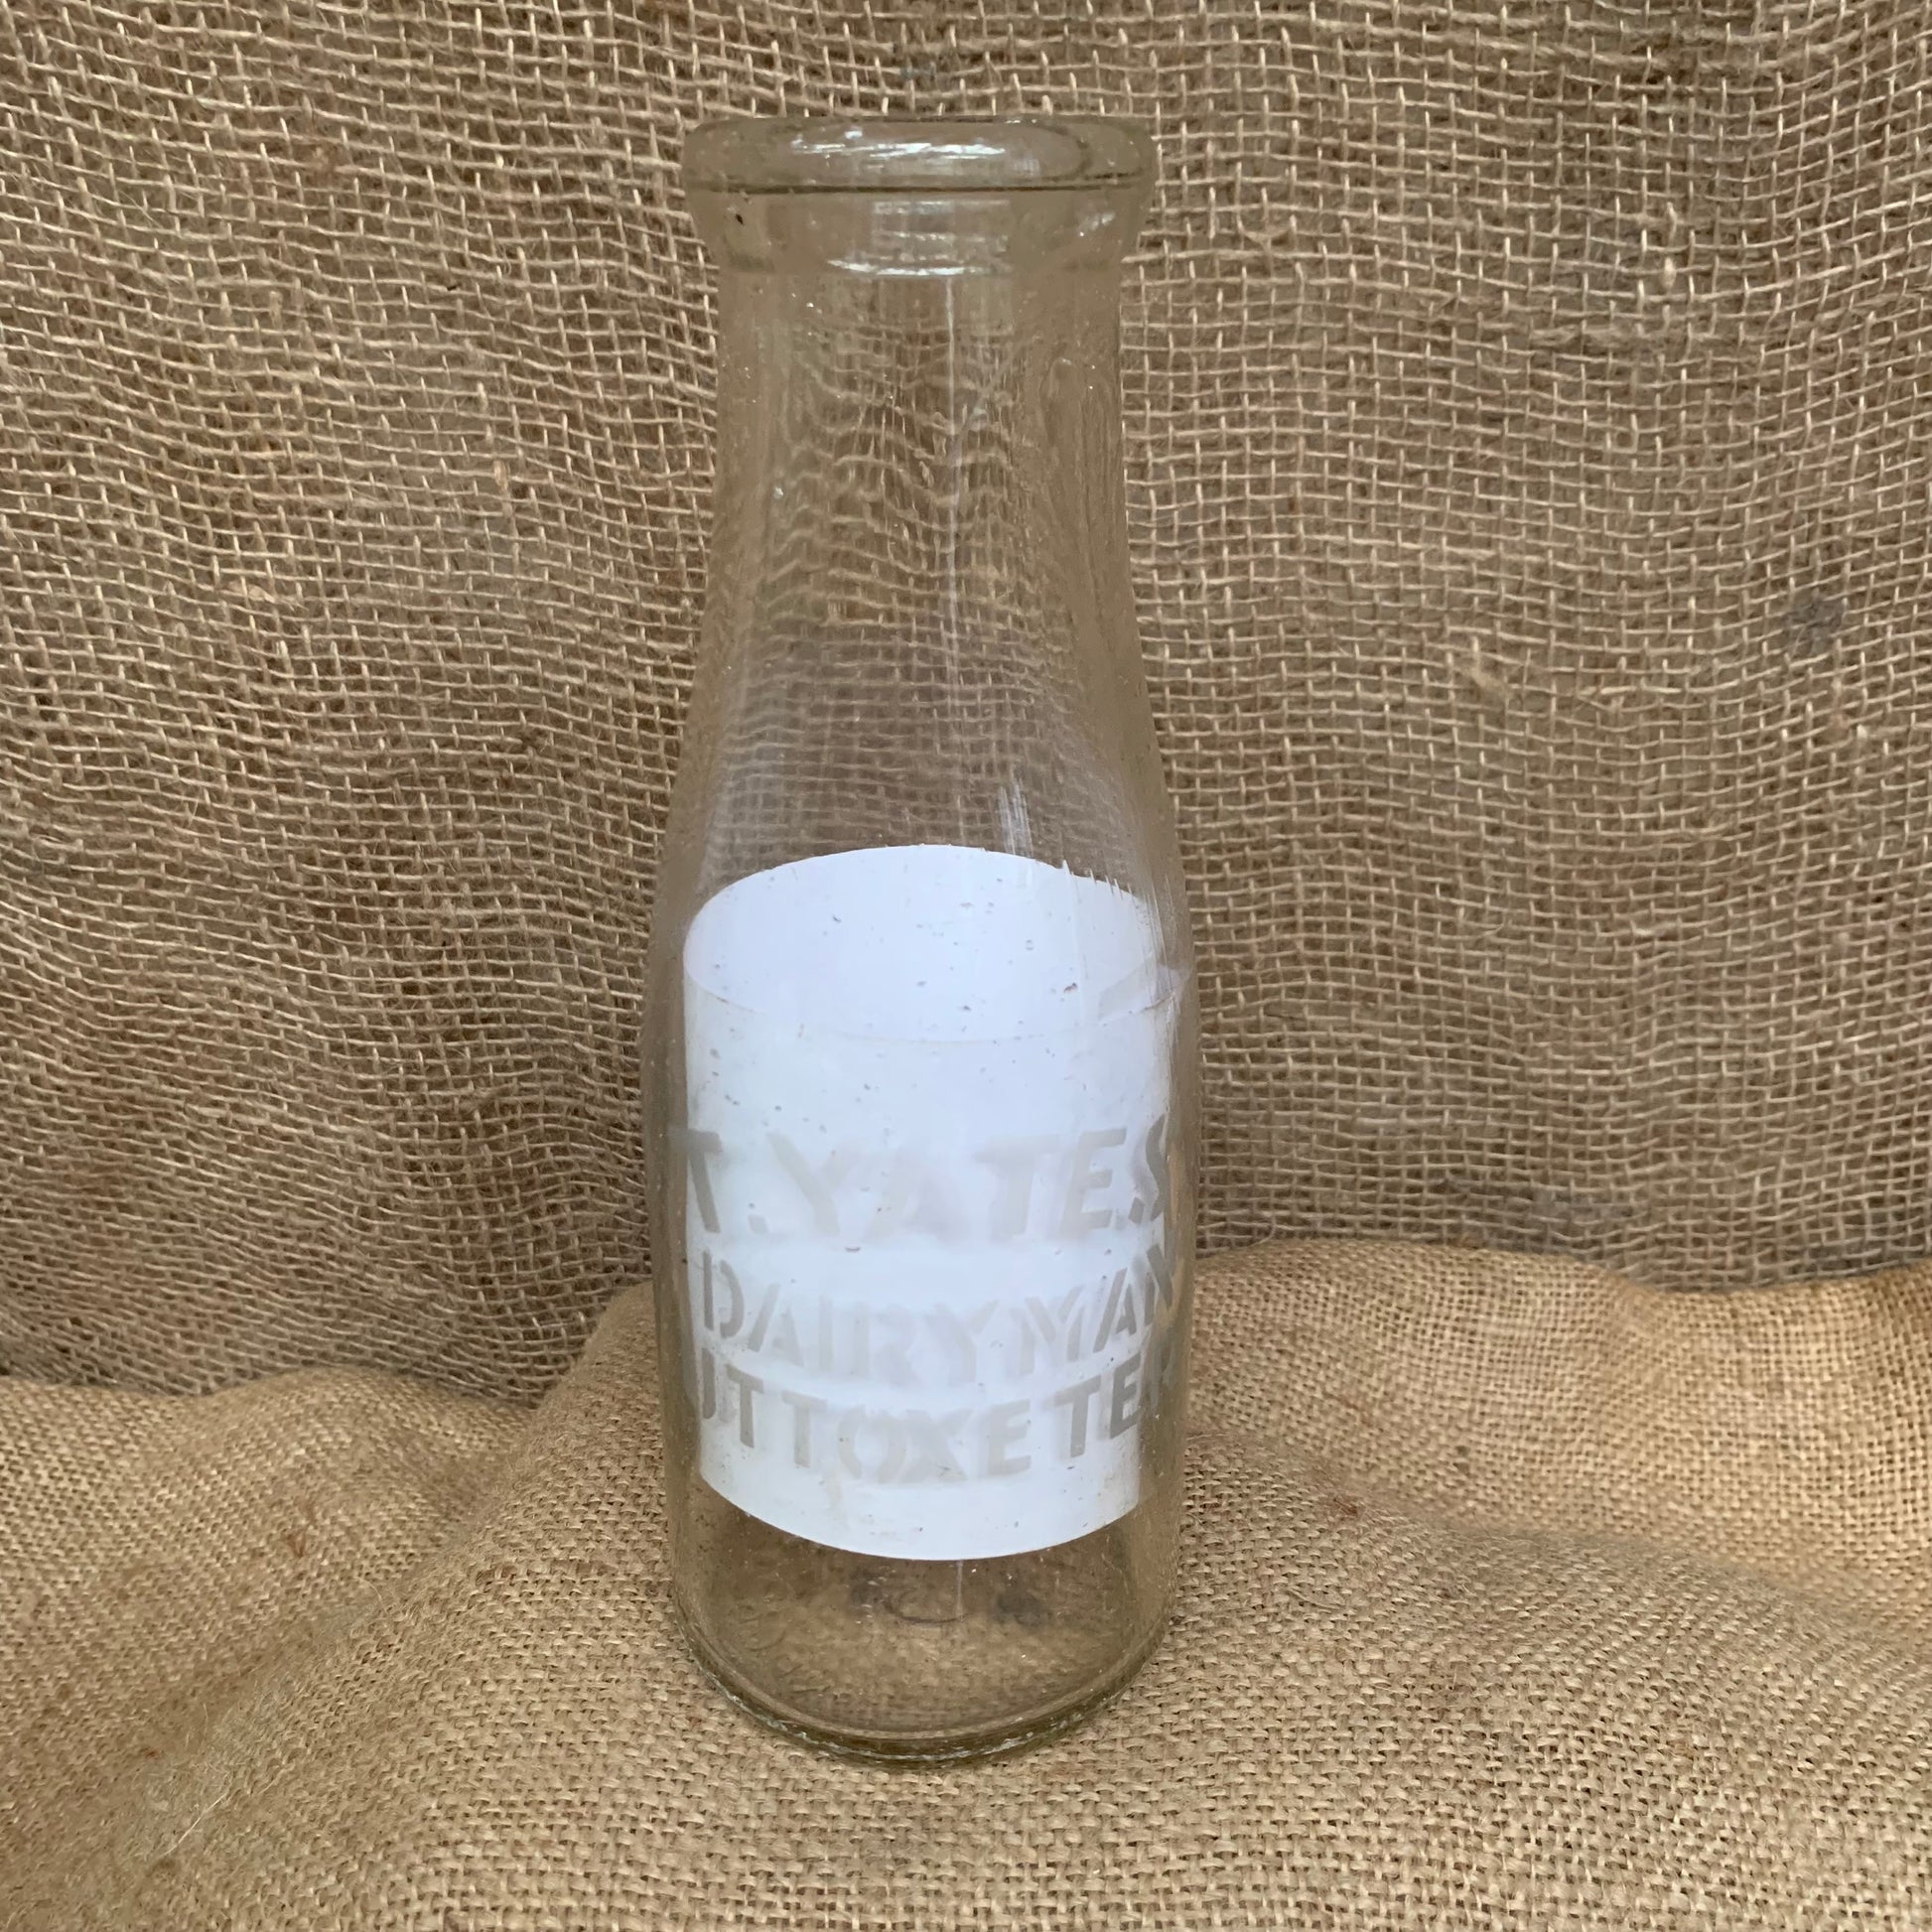 T. YATES
DAIRYMAN
UTTOXETER